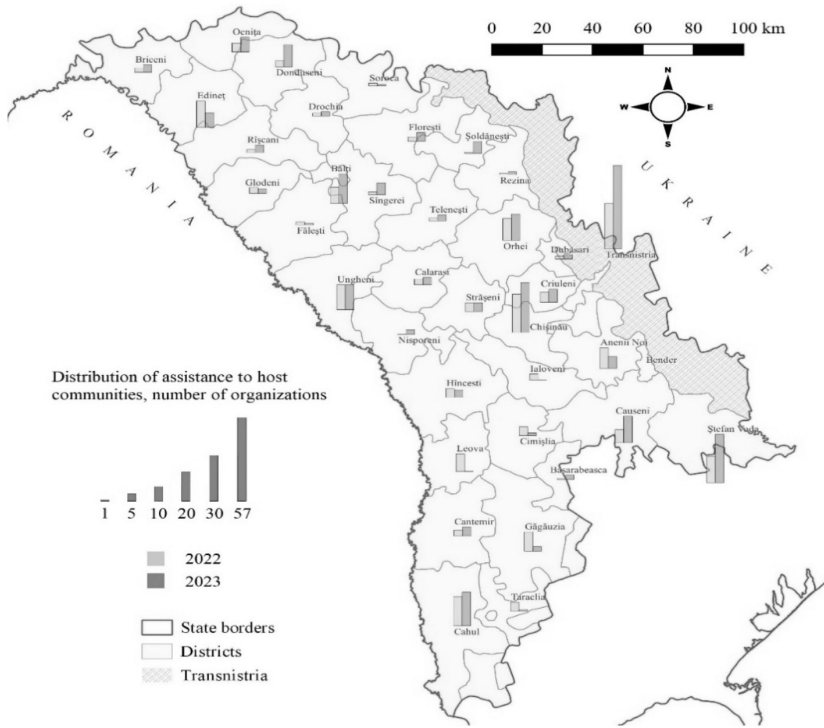 0 20 40 60 80 100 km
N
W E
S
ROMANIA
UKRAINE
Ocnița
Briceni
Dondușeni
Soroca
Edineț
Drochia
Florești
Șoldănești
Rîșcani
Bălți
Rezina
Glodeni
Sîngerei
Telenești
Fălești
Orhei
Dubăsari
Transnistria
Ungheni
Calarași
Criuleni
Strășeni
Chișinău
Nisporeni
Anenii Noi
Bender
Ialoveni
Hîncești
Causeni
Ștefan Vodă
Cimișlia
Leova
Basarabeasca
Cantemir
Găgăuzia
Taraclia
Cahul
Distribution of assistance to host
communities, number of organizations
1 5 10 20 30 57
2022
2023
State borders
Districts
Transnistria